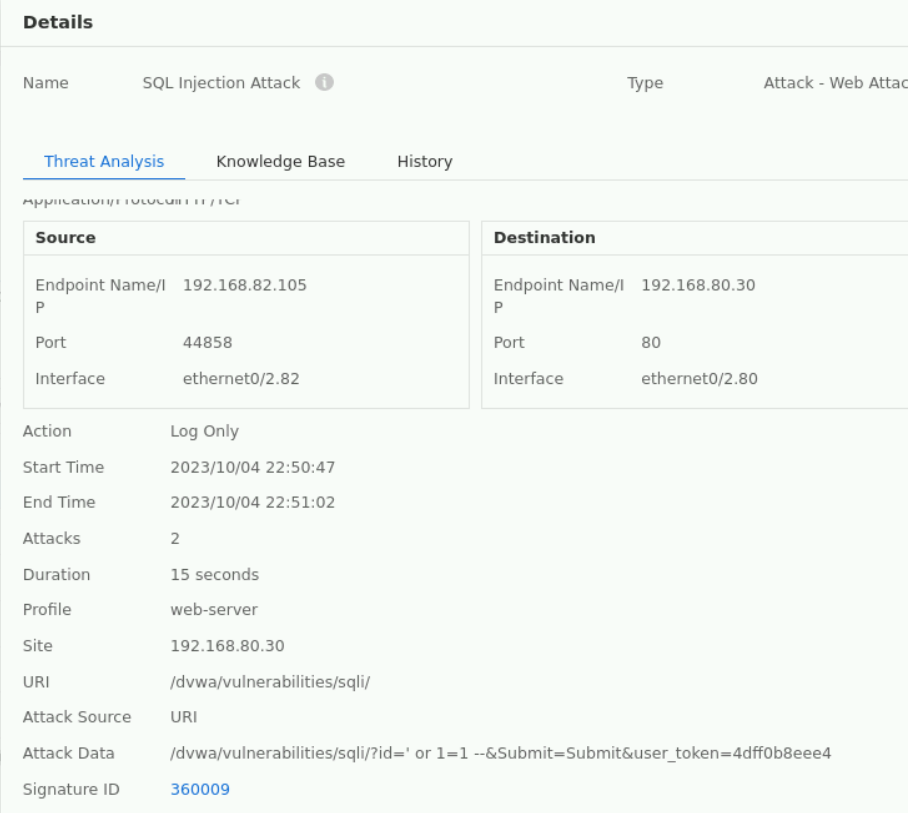 Details
Name SQL Injection Attack Type Attack - Web Attac
Threat Analysis Knowledge Base History
Application/Protocol
Source Destination
Endpoint Name/I 192.168.82.105 Endpoint Name/I 192.168.80.30
P P
Port 44858 Port 80
Interface ethernet0/2.82 Interface ethernet0/2.80
Action Log Only
Start Time 2023/10/04 22:50:47
End Time 2023/10/04 22:51:02
Attacks 2
Duration 15 seconds
Profile web-server
Site 192.168.80.30
URI /dvwa/vulnerabilities/sqli/
Attack Source URI
Attack Data /dvwa/vulnerabilities/sqli/?id=' or 1=1 --&Submit=Submit&user_token=4dff0b8eee4
Signature ID 360009